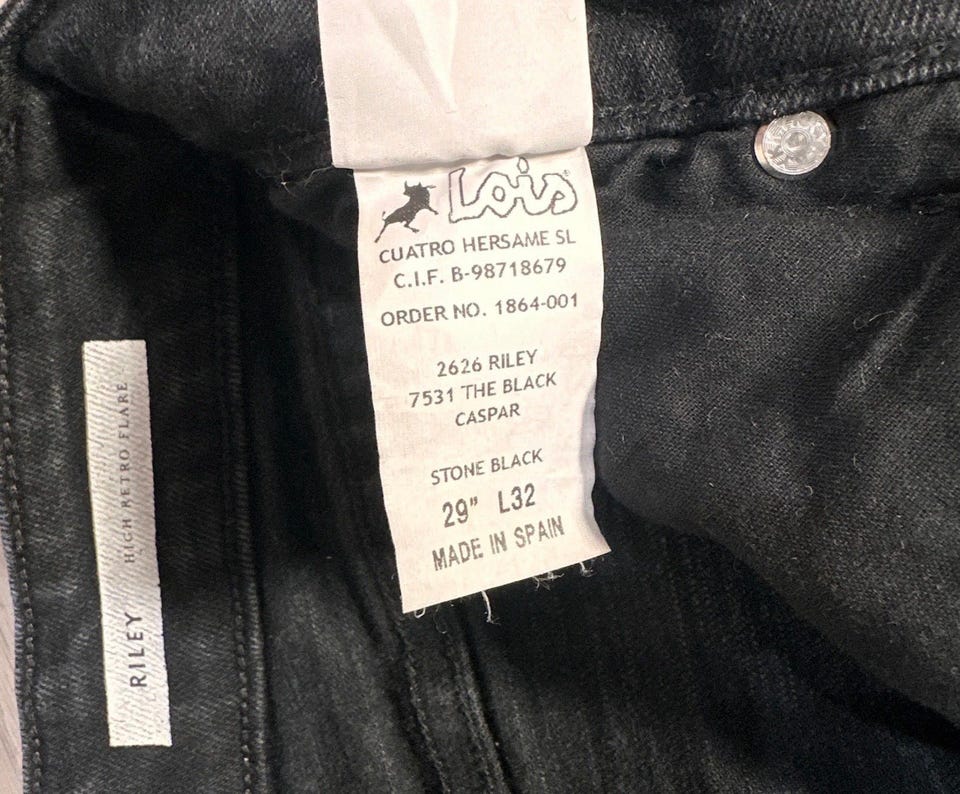 Lois®
CUATRO HERSAME SL
C.I.F. B-98718679
ORDER NO. 1864-001
2626 RILEY
7531 THE BLACK
CASPAR
STONE BLACK
29" L32
MADE IN SPAIN
RILEY HIGH RETRO FLARE